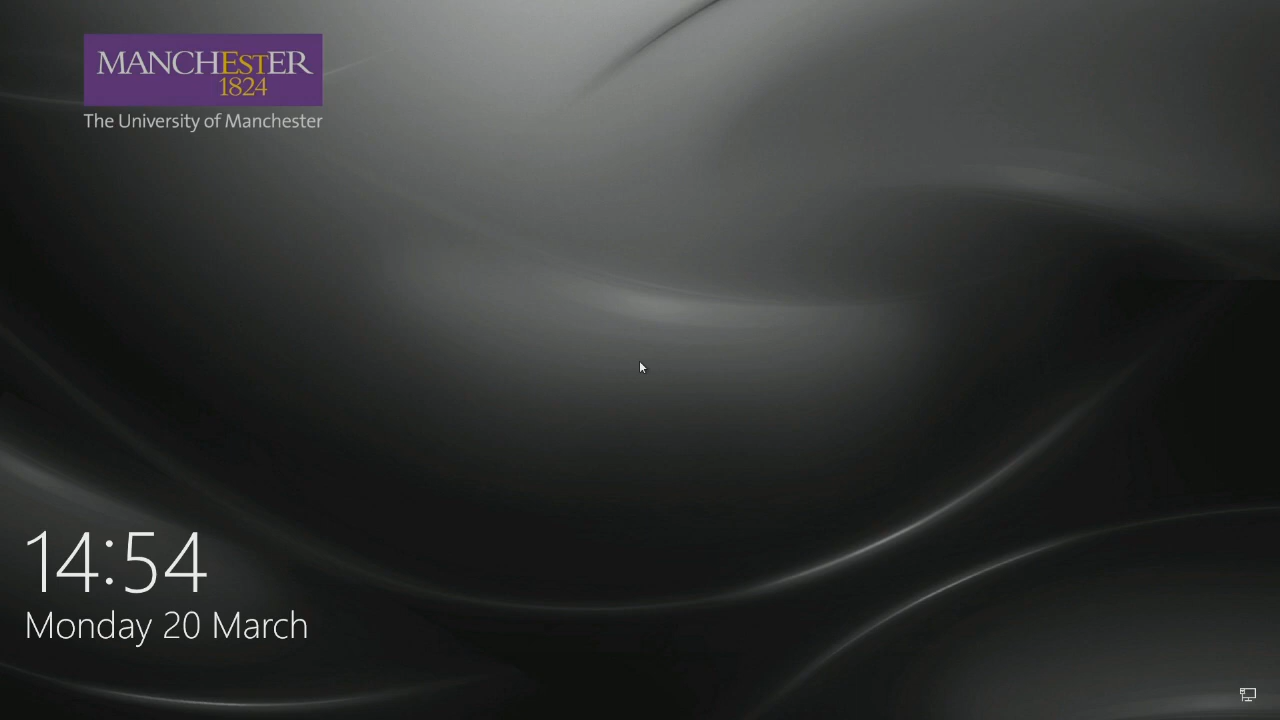 MANCHEsTER
1824
The University of Manchester
14:54
Monday 20 March